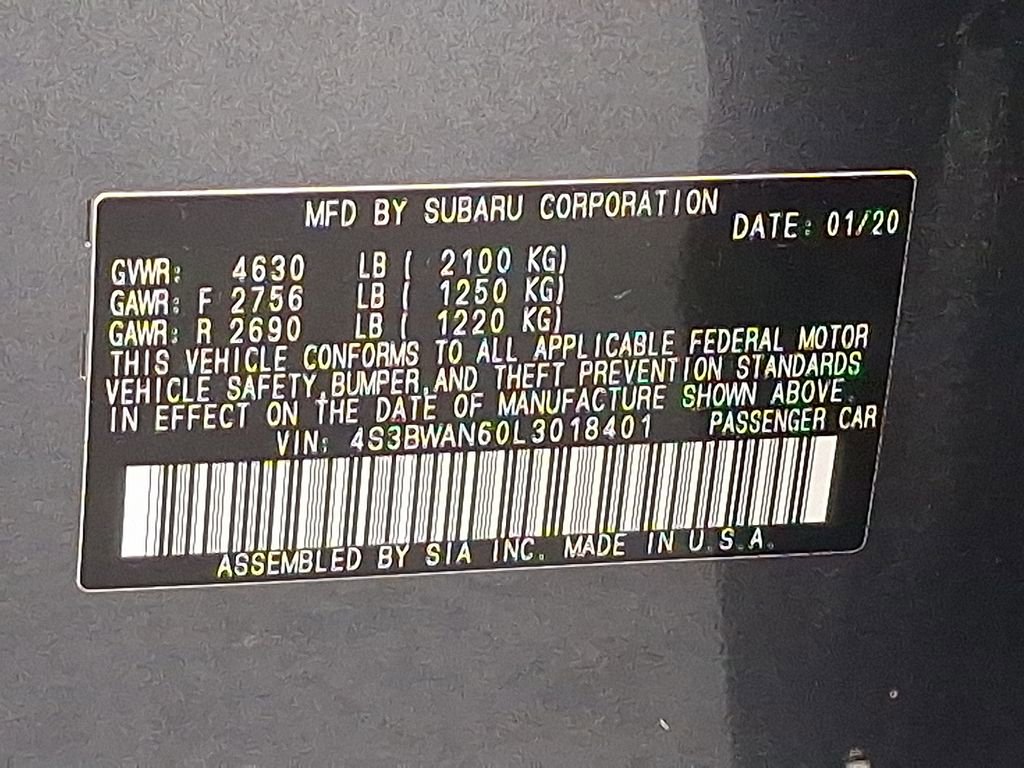 MFD BY SUBARU CORPORATION
DATE: 01/20
GVWR: 4630 LB ( 2100 KG)
GAWR: F 2756 LB ( 1250 KG)
GAWR: R 2690 LB ( 1220 KG)
THIS VEHICLE CONFORMS TO ALL APPLICABLE FEDERAL MOTOR
VEHICLE SAFETY,BUMPER,AND THEFT PREVENTION STANDARDS
IN EFFECT ON THE DATE OF MANUFACTURE SHOWN ABOVE.
VIN: 4S3BWAN60L3018401 PASSENGER CAR
ASSEMBLED BY SIA INC. MADE IN U.S.A.